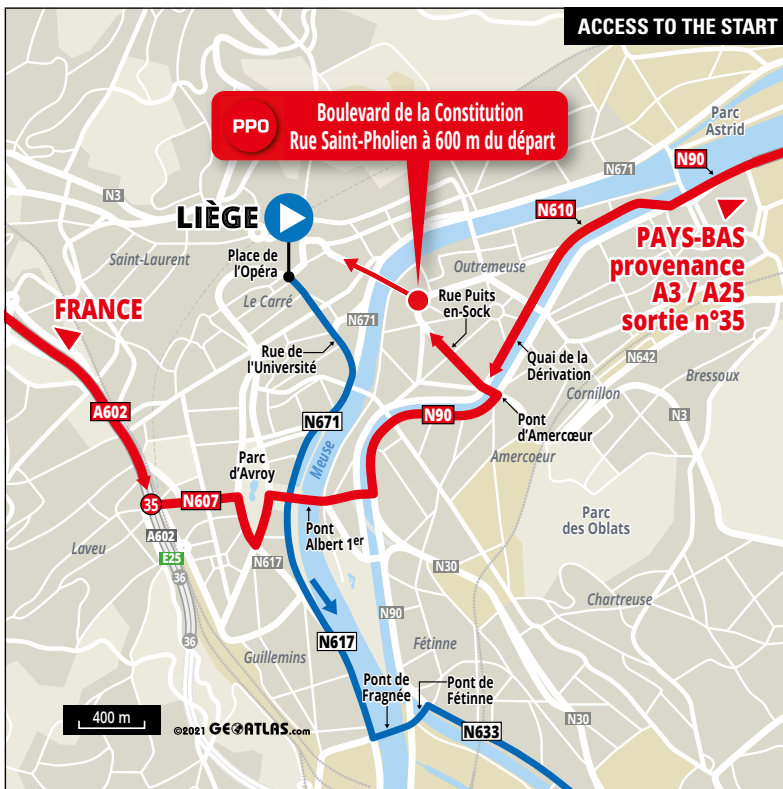 ACCESS TO THE START
PPO
Boulevard de la Constitution
Rue Saint-Pholien à 600 m du départ
Parc
Astrid
N671
N90
N3
N610
LIÈGE
PAYS-BAS
provenance
A3 / A25
sortie n°35
Saint-Laurent
Place de
l'Opéra
Outremeuse
Le Carré
Rue Puits
en-Sock
FRANCE
N671
Rue de
l'Université
Quai de la
Dérivation
N642
Bressoux
Cornillon
A602
N671
N90
N3
Pont
d'Amercœur
Meuse
Amercoeur
Parc
d'Avroy
35
N607
Parc
des Oblats
Pont
Albert 1er
A602
Laveu
E25
N617
36
N30
Chartreuse
N90
36
N617
Fétinne
Guillemins
Pont de
Fragnée
Pont de
Fétinne
400 m
©2021 GEOATLAS.com
N633
N30